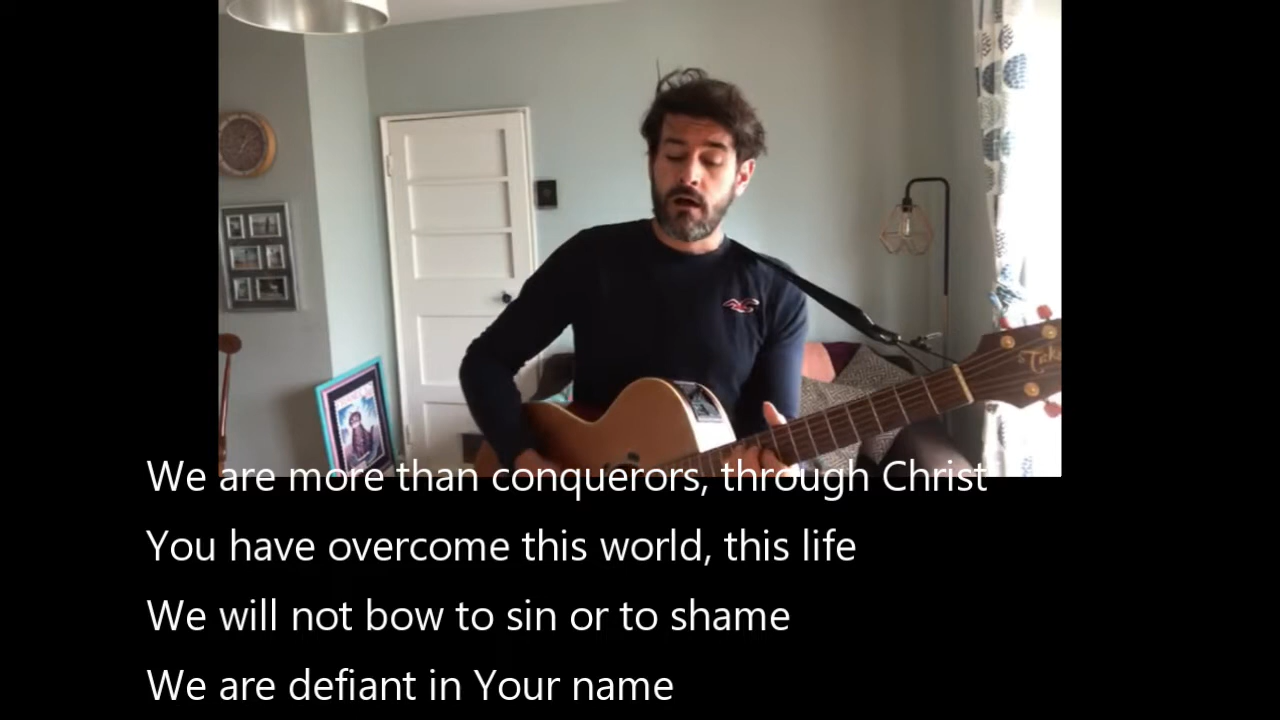 We are more than conquerors, through Christ
You have overcome this world, this life
We will not bow to sin or to shame
We are defiant in Your name